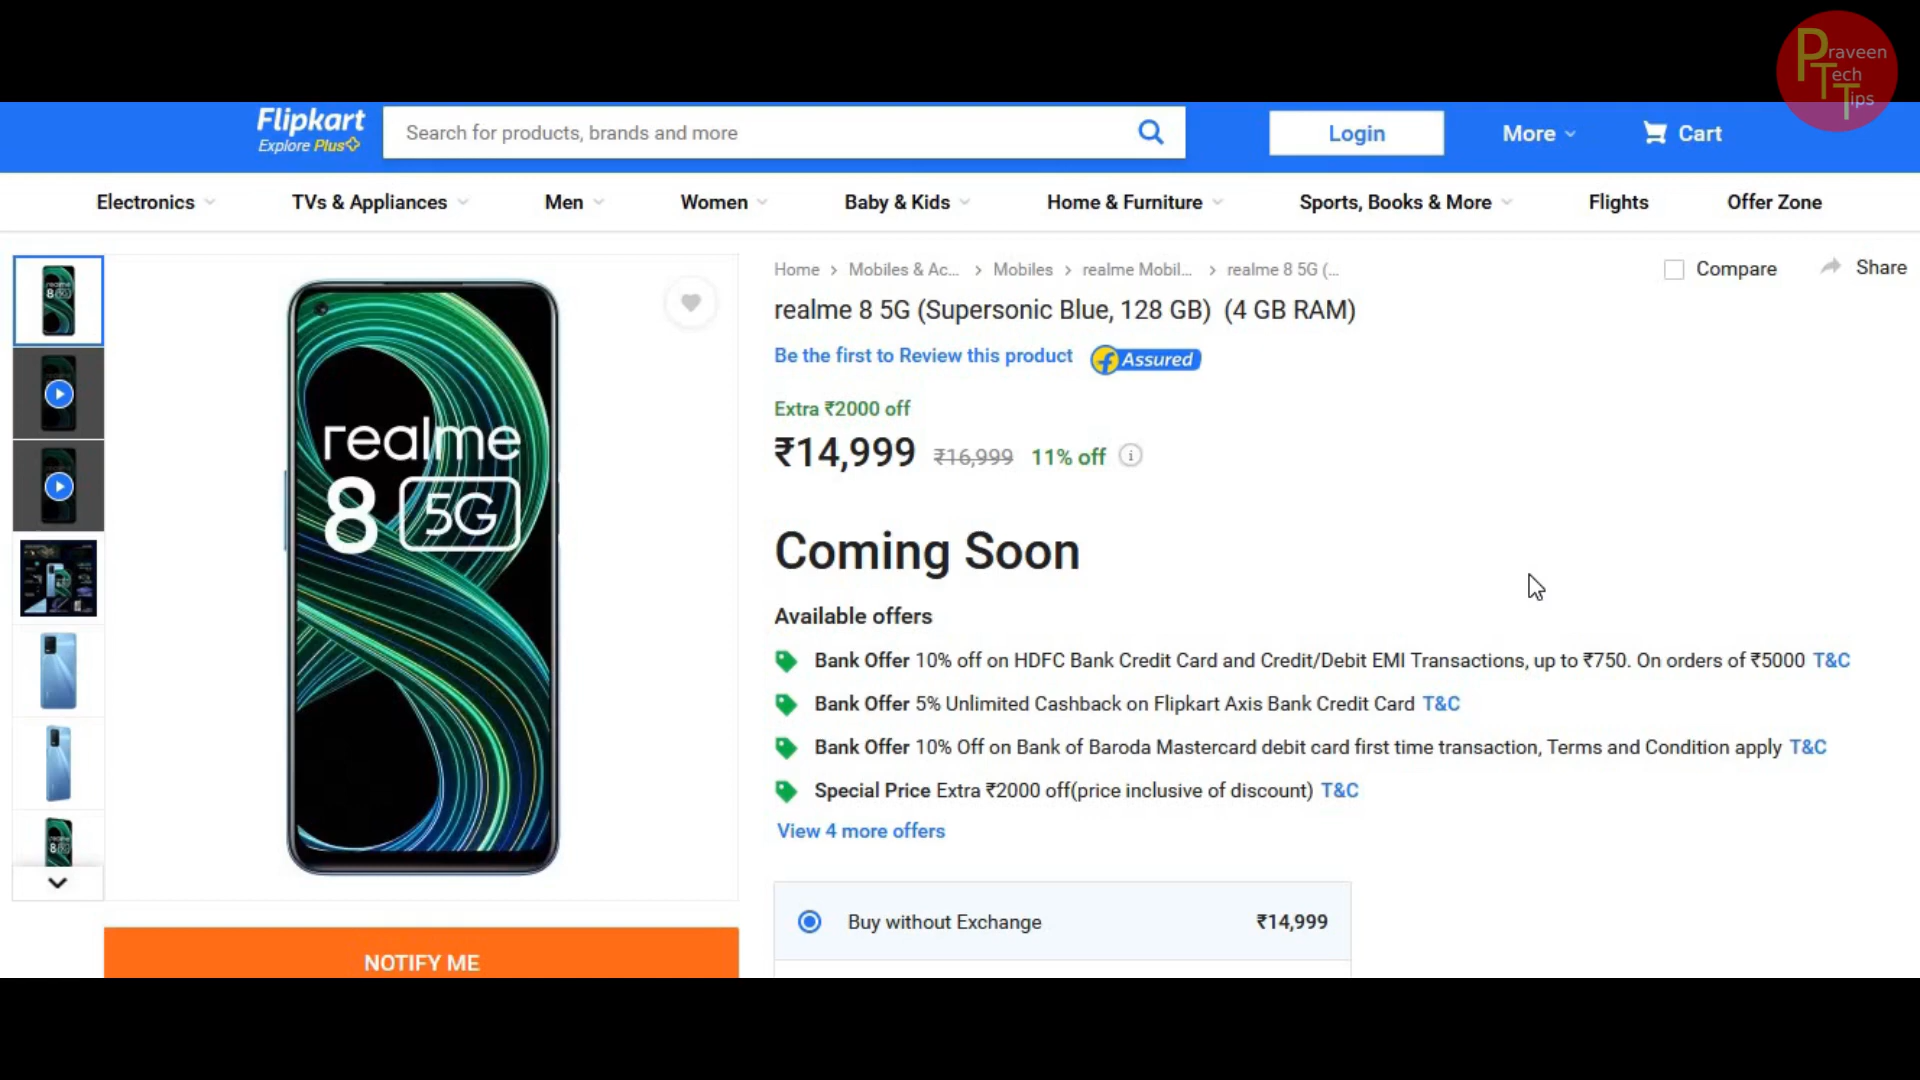 Praveen
Tech
Tips
Flipkart
Explore Plus
Search for products, brands and more
Login
More
Cart
Electronics
TVs & Appliances
Men
Women
Baby & Kids
Home & Furniture
Sports, Books & More
Flights
Offer Zone
Home > Mobiles & Ac... > Mobiles > realme Mobil... > realme 8 5G (...
Compare
Share
realme 8 5G (Supersonic Blue, 128 GB) (4 GB RAM)
Be the first to Review this product
Assured
Extra ₹2000 off
₹14,999 ₹16,999 11% off
realme
8 5G
Coming Soon
Available offers
Bank Offer 10% off on HDFC Bank Credit Card and Credit/Debit EMI Transactions, up to ₹750. On orders of ₹5000 T&C
Bank Offer 5% Unlimited Cashback on Flipkart Axis Bank Credit Card T&C
Bank Offer 10% Off on Bank of Baroda Mastercard debit card first time transaction, Terms and Condition apply T&C
Special Price Extra ₹2000 off(price inclusive of discount) T&C
View 4 more offers
Buy without Exchange ₹14,999
NOTIFY ME